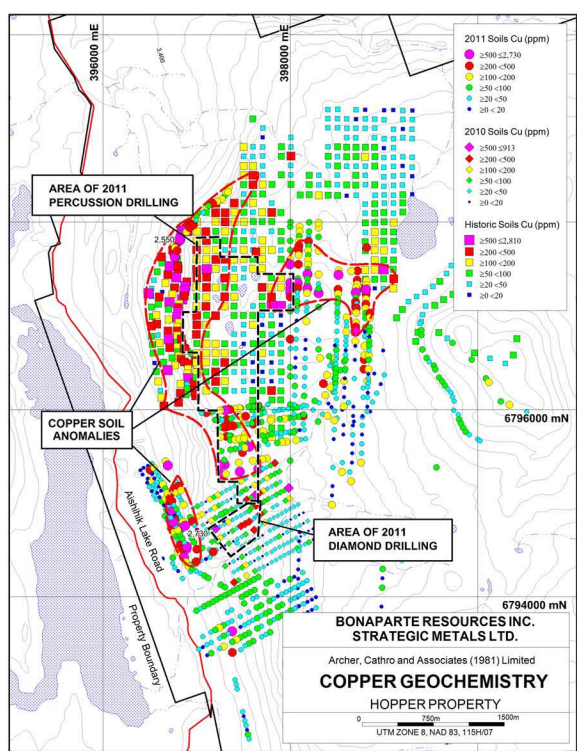 396000 mE
398000 mE
3,400
2011 Soils Cu (ppm)
≥500 ≤2,730
≥200 <500
≥100 <200
≥50 <100
≥20 <50
≥0 < 20
2010 Soils Cu (ppm)
≥500 ≤913
≥200 <500
≥100 <200
≥50 <100
≥20 <50
≥0 <20
Historic Soils Cu (ppm)
≥500 ≤2,810
≥200 <500
≥100 <200
≥50 <100
≥20 <50
≥0 <20
AREA OF 2011
PERCUSSION DRILLING
2,550
COPPER SOIL
ANOMALIES
6796000 mN
Aishihik Lake Road
2,730
AREA OF 2011
DIAMOND DRILLING
Property Boundary
6794000 mN
BONAPARTE RESOURCES INC.
STRATEGIC METALS LTD.
Archer, Cathro and Associates (1981) Limited
COPPER GEOCHEMISTRY
HOPPER PROPERTY
0 750m 1500m
UTM ZONE 8, NAD 83, 115H/07